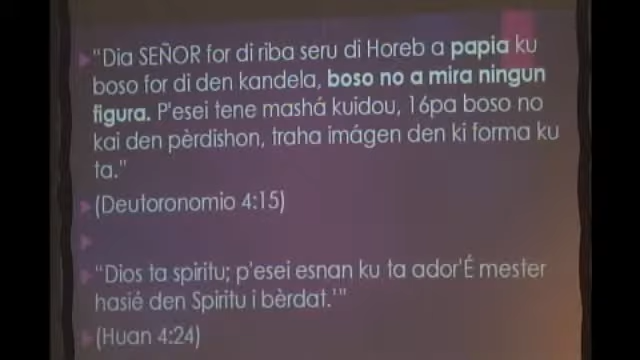 "Dia SEÑOR for di riba seru di Horeb a papia ku
boso for di den kandela, boso no a mira ningun
figura. P'esei tene mashá kuidou, 16pa boso no
kai den pèrdishon, traha imágen den ki forma ku
ta."
(Deutoronomio 4:15)
"Dios ta spiritu; p'esei esnan ku ta ador'É mester
hasié den Spiritu i bèrdat.'"
(Huan 4:24)